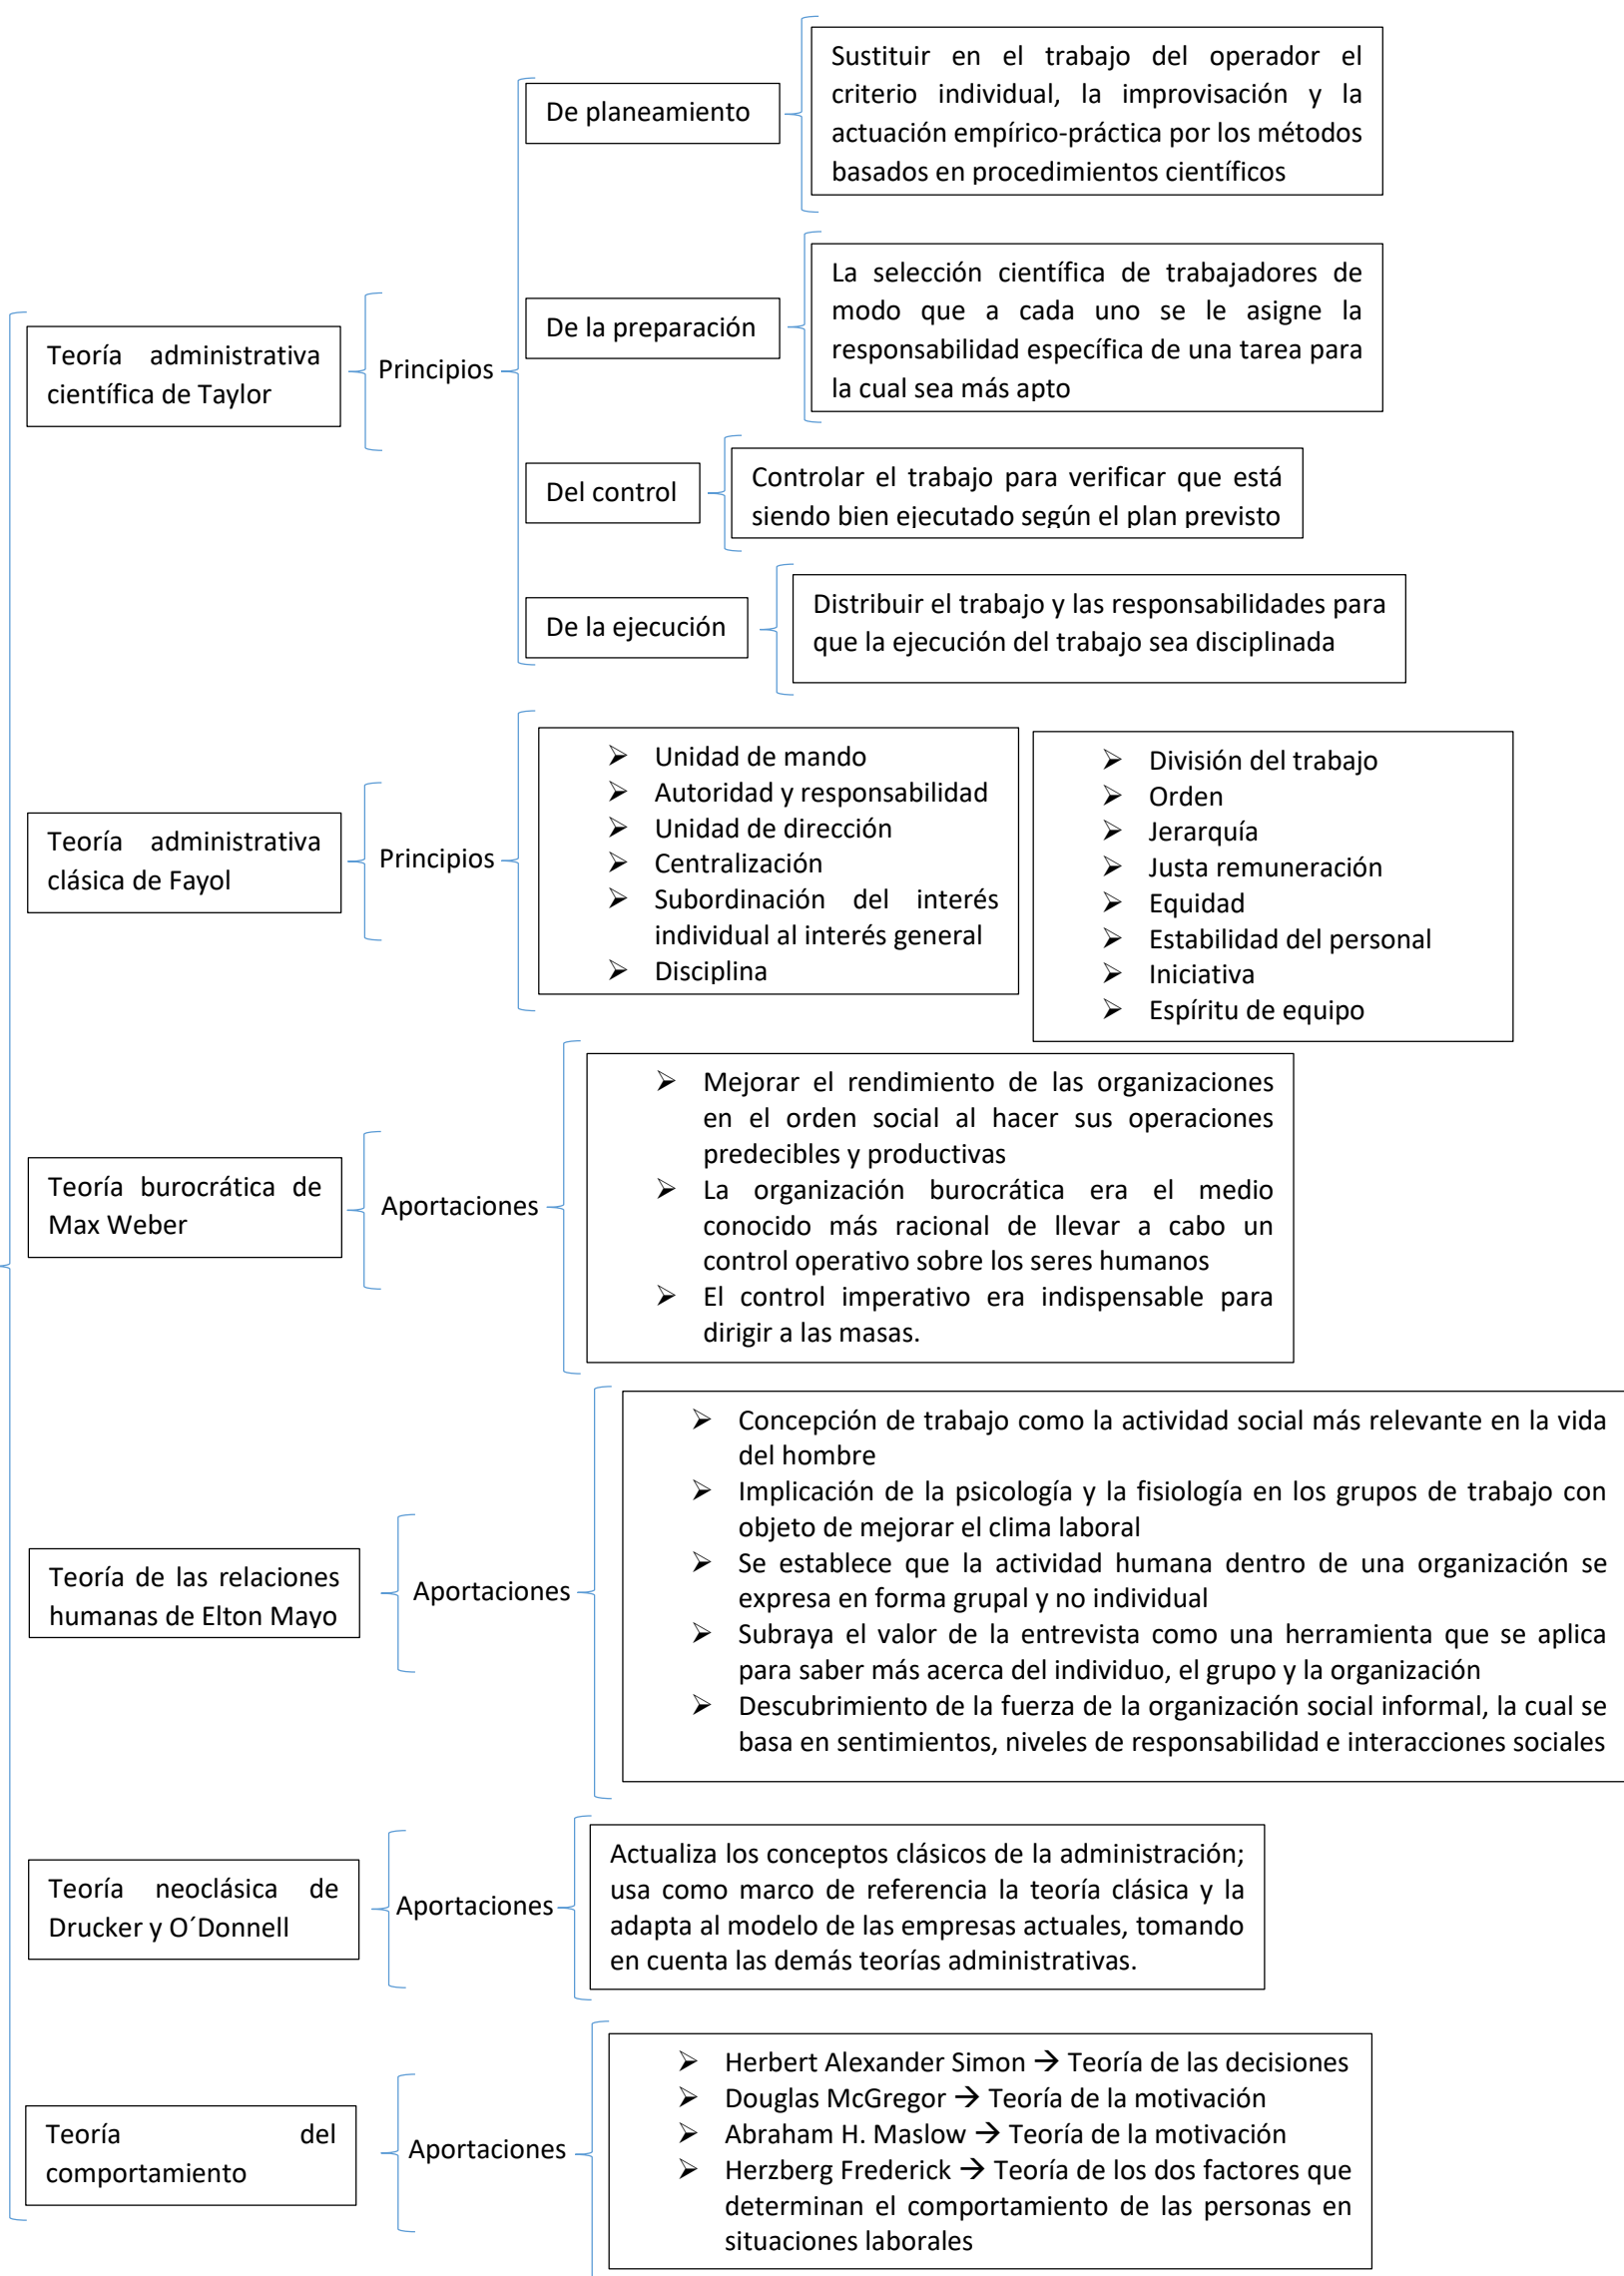 Teoría administrativa
científica de Taylor
Principios
De planeamiento
Sustituir en el trabajo del operador el
criterio individual, la improvisación y la
actuación empírico-práctica por los métodos
basados en procedimientos científicos
De la preparación
La selección científica de trabajadores de
modo que a cada uno se le asigne la
responsabilidad específica de una tarea para
la cual sea más apto
Del control
Controlar el trabajo para verificar que está
siendo bien ejecutado según el plan previsto
De la ejecución
Distribuir el trabajo y las responsabilidades para
que la ejecución del trabajo sea disciplinada
Teoría administrativa
clásica de Fayol
Principios
➢ Unidad de mando
➢ Autoridad y responsabilidad
➢ Unidad de dirección
➢ Centralización
➢ Subordinación del interés
individual al interés general
➢ Disciplina
➢ División del trabajo
➢ Orden
➢ Jerarquía
➢ Justa remuneración
➢ Equidad
➢ Estabilidad del personal
➢ Iniciativa
➢ Espíritu de equipo
Teoría burocrática de
Max Weber
Aportaciones
➢ Mejorar el rendimiento de las organizaciones
en el orden social al hacer sus operaciones
predecibles y productivas
➢ La organización burocrática era el medio
conocido más racional de llevar a cabo un
control operativo sobre los seres humanos
➢ El control imperativo era indispensable para
dirigir a las masas.
Teoría de las relaciones
humanas de Elton Mayo
Aportaciones
➢ Concepción de trabajo como la actividad social más relevante en la vida
del hombre
➢ Implicación de la psicología y la fisiología en los grupos de trabajo con
objeto de mejorar el clima laboral
➢ Se establece que la actividad humana dentro de una organización se
expresa en forma grupal y no individual
➢ Subraya el valor de la entrevista como una herramienta que se aplica
para saber más acerca del individuo, el grupo y la organización
➢ Descubrimiento de la fuerza de la organización social informal, la cual se
basa en sentimientos, niveles de responsabilidad e interacciones sociales
Teoría neoclásica de
Drucker y O´Donnell
Aportaciones
Actualiza los conceptos clásicos de la administración;
usa como marco de referencia la teoría clásica y la
adapta al modelo de las empresas actuales, tomando
en cuenta las demás teorías administrativas.
Teoría del
comportamiento
Aportaciones
➢ Herbert Alexander Simon → Teoría de las decisiones
➢ Douglas McGregor → Teoría de la motivación
➢ Abraham H. Maslow → Teoría de la motivación
➢ Herzberg Frederick → Teoría de los dos factores que
determinan el comportamiento de las personas en
situaciones laborales